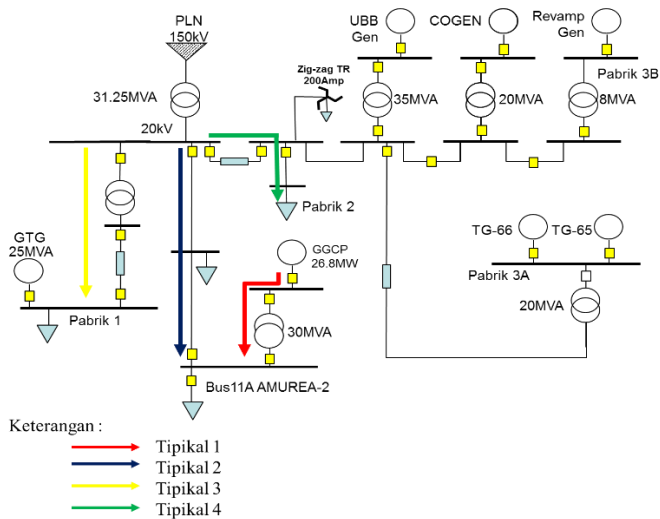 PLN
150kV
UBB
Gen
COGEN
Revamp
Gen
Zig-zag TR
200Amp
Pabrik 3B
31.25MVA
35MVA
20MVA
8MVA
20kV
Pabrik 2
GTG
25MVA
GGCP
26.8MW
TG-66
TG-65
Pabrik 3A
Pabrik 1
30MVA
20MVA
Bus11A AMUREA-2
Keterangan :
Tipikal 1
Tipikal 2
Tipikal 3
Tipikal 4